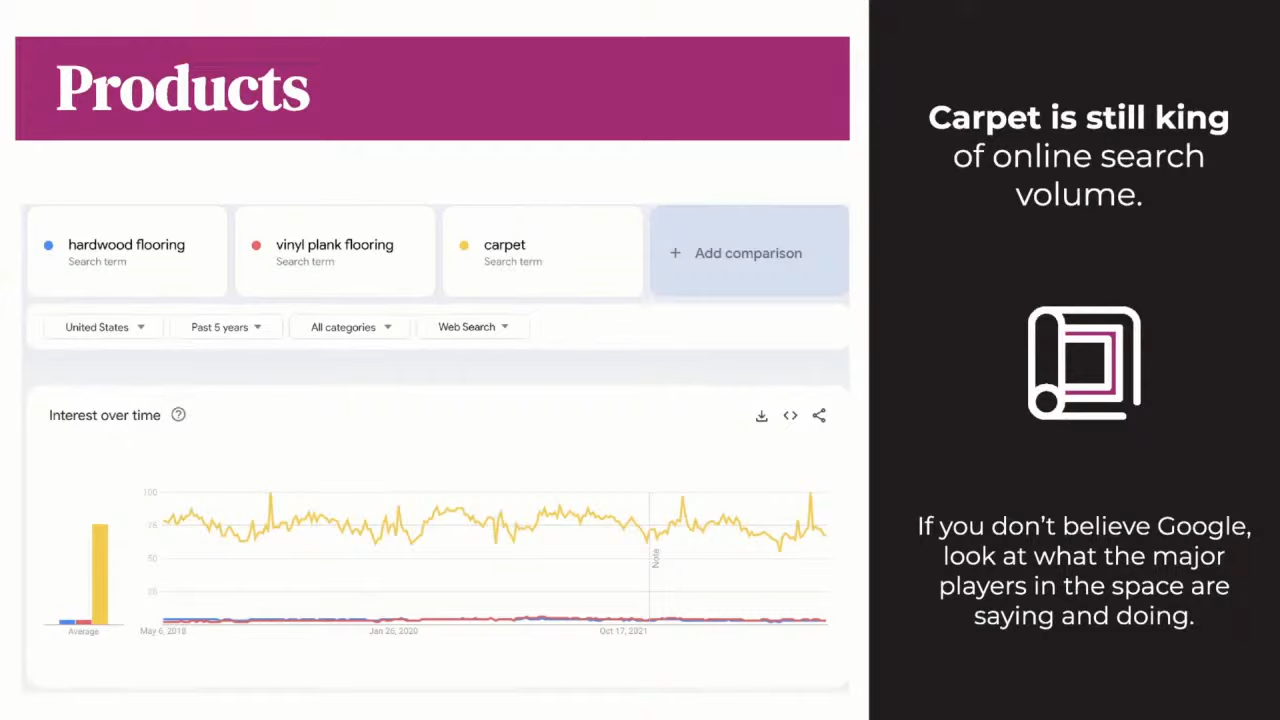 Products
Carpet is still king
of online search
volume.
hardwood flooring
Search term
vinyl plank flooring
Search term
carpet
Search term
+ Add comparison
United States
Past 5 years
All categories
Web Search
Interest over time
100
75
50
25
Note
Average
May 6, 2018
Jan 26, 2020
Oct 17, 2021
If you don't believe Google,
look at what the major
players in the space are
saying and doing.